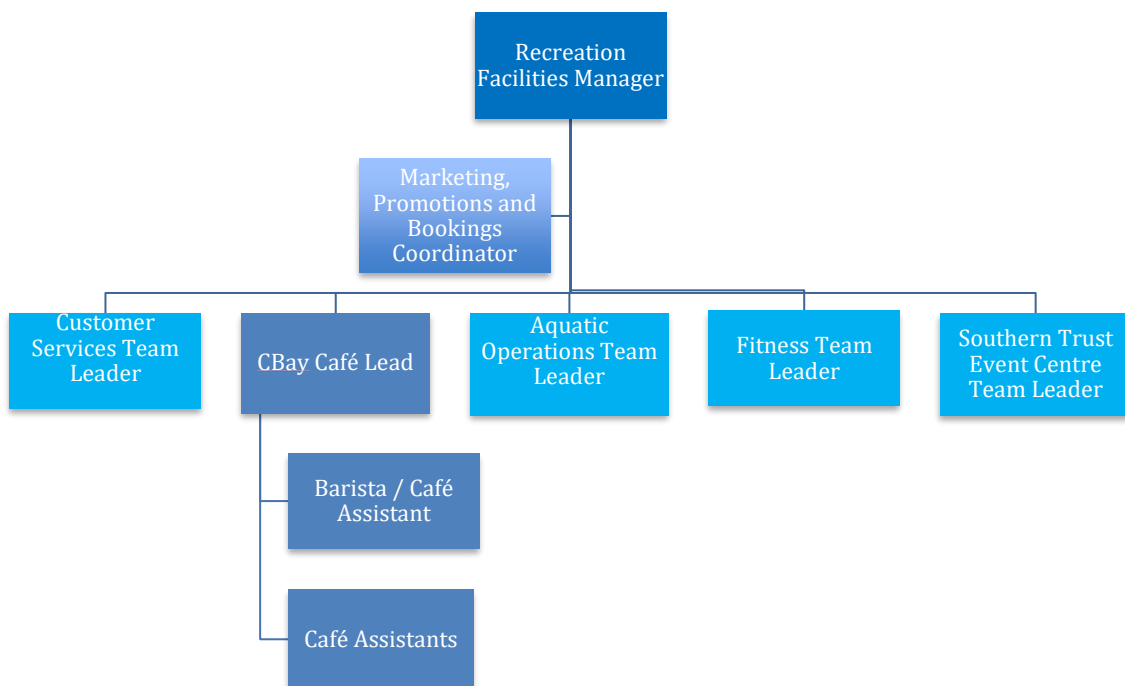 Recreation
Facilities Manager
Marketing,
Promotions and
Bookings
Coordinator
Customer
Services Team
Leader
CBay Café Lead
Aquatic
Operations Team
Leader
Fitness Team
Leader
Southern Trust
Event Centre
Team Leader
Barista / Café
Assistant
Café Assistants